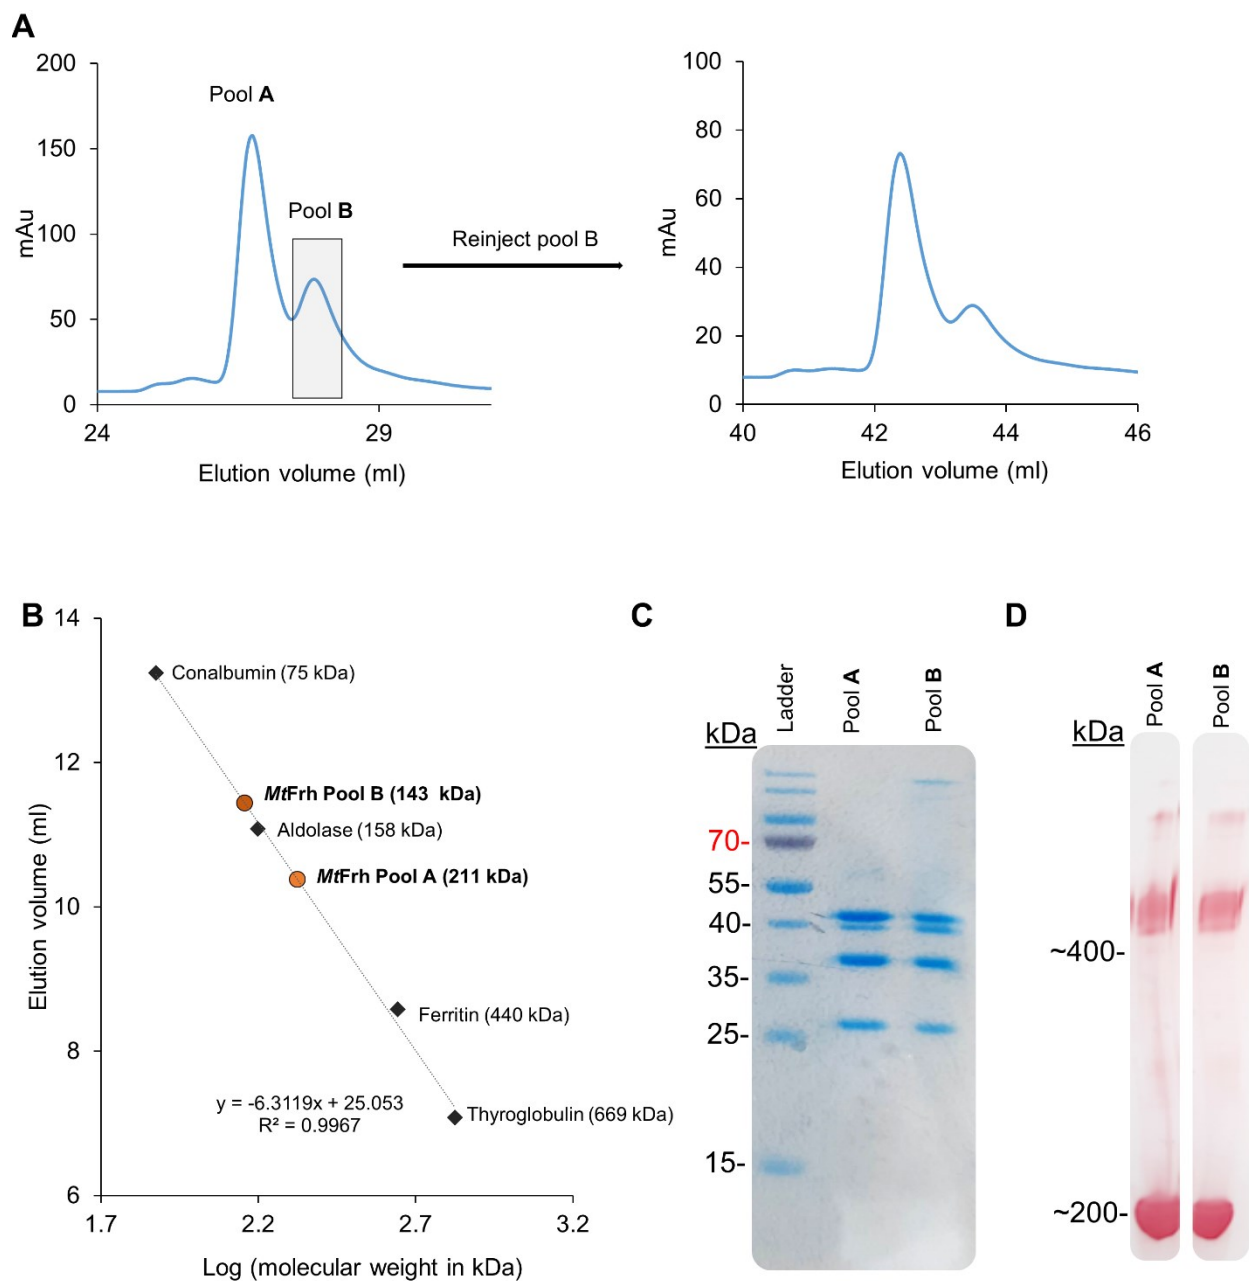 A
200
150
100
50
0
mAu
Pool A
Pool B
24
29
Elution volume (ml)
Reinject pool B
100
80
60
40
20
0
mAu
40
42
44
46
Elution volume (ml)
B
14
12
10
8
6
Elution volume (ml)
Conalbumin (75 kDa)
MtFrh Pool B (143 kDa)
Aldolase (158 kDa)
MtFrh Pool A (211 kDa)
Ferritin (440 kDa)
y = -6.3119x + 25.053
R² = 0.9967
Thyroglobulin (669 kDa)
1.7
2.2
2.7
3.2
Log (molecular weight in kDa)
C
kDa
Ladder
Pool A
Pool B
70-
55-
40-
35-
25-
15-
D
kDa
Pool A
Pool B
~400-
~200-